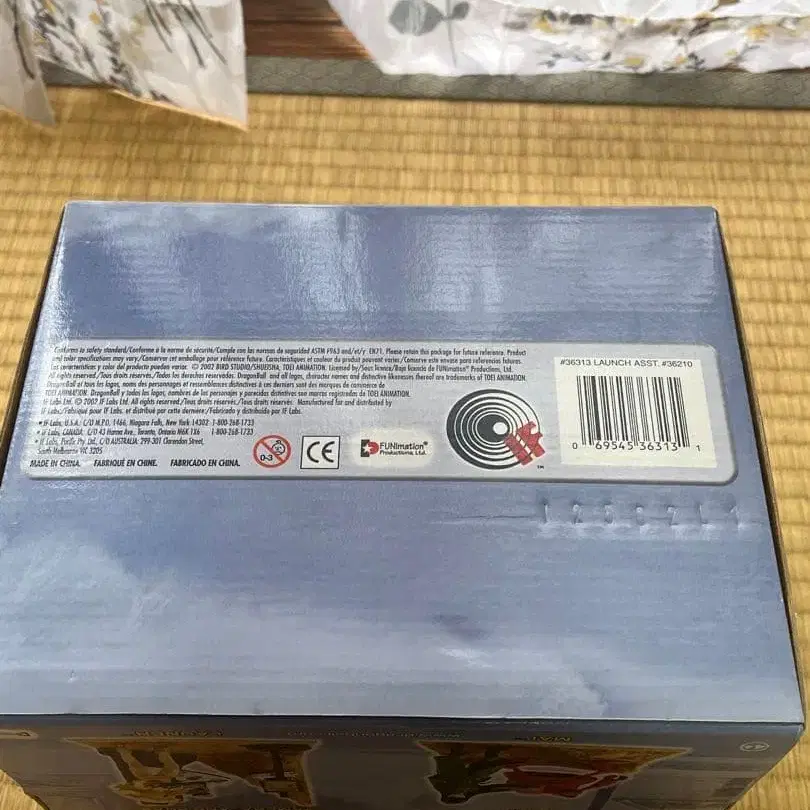 Conforms to safety standard/Conforme à la norme de sécurité/Cumple con las normas de seguridad ASTM F963 and/et/y EN71. Please retain this package for future reference. Product
and/color specifications may vary./Conserver cet emballage pour référence future. Caractéristiques et couleur du produit peuvent varier./Conserve este envase para referencias futuras.
Las características y color del producto pueden variar. © 2002 BIRD STUDIO/SHUEISHA, TOEI ANIMATION. Licensed by/Sous licence/Bajo licencia de FUNimation® Productions, Ltd.
All rights reserved./Tous droits réservés./Todos los derechos reservados. DragonBall and all logos, character names and distinctive likenesses thereof are trademarks of TOEI ANIMATION.
DragonBall et tous les logos, noms des personnages et ressemblances distinctives à ces derniers sont des marques de commerce de
TOEI ANIMATION. DragonBall y todos los logos, nombres de los personajes y parecidos distintivos son marcas registradas de TOEI ANIMATION.
IF Labs Ltd. © 2002 IF Labs Ltd. All rights reserved./Tous droits réservés. Manufactured for and distributed by
IF Labs./Fabriqué pour IF Labs. et distribué par cette dernière./Fabricado y distribuido por IF Labs.
• IF Labs, U.S.A.: C/O M.P.O. 1466, Niagara Falls, New York 14302 1-800-268-1733
• IF Labs, CANADA: C/O 43 Hanna Ave., Toronto, Ontario M6K 1X6 1-800-268-1733
• IF Labs, Pacific Pty. Ltd., C/O AUSTRALIA: 299-301 Clarendon Street,
South Melbourne VIC 3205
MADE IN CHINA. FABRIQUÉ EN CHINE. FABRICADO EN CHINA.
0-3
CE
FUNimation®
Productions, Ltd.
IF
™
#36313 LAUNCH ASST. #36210
0 69545 36313 1